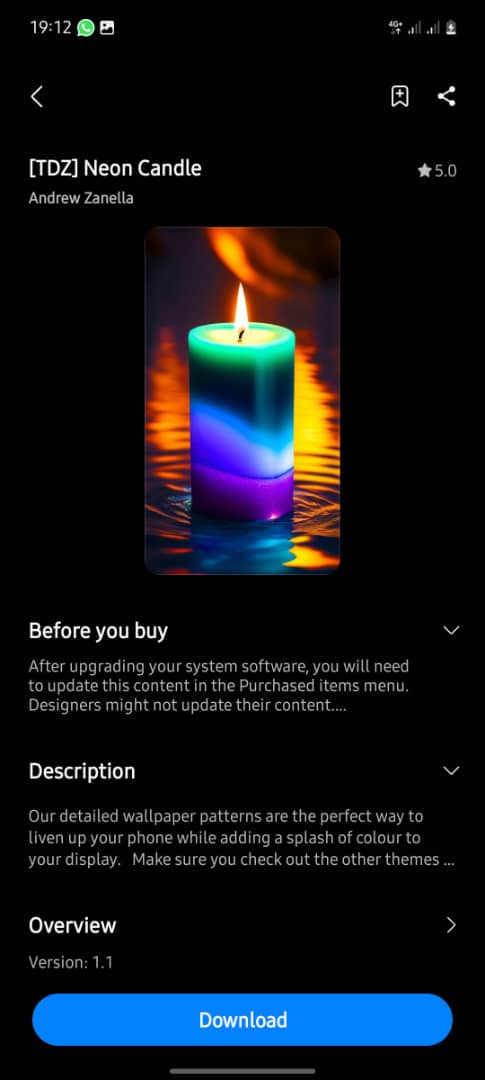 19:12
4G+
[TDZ] Neon Candle
5.0
Andrew Zanella
Before you buy
After upgrading your system software, you will need
to update this content in the Purchased items menu.
Designers might not update their content....
Description
Our detailed wallpaper patterns are the perfect way to
liven up your phone while adding a splash of colour to
your display.   Make sure you check out the other themes ...
Overview
Version: 1.1
Download